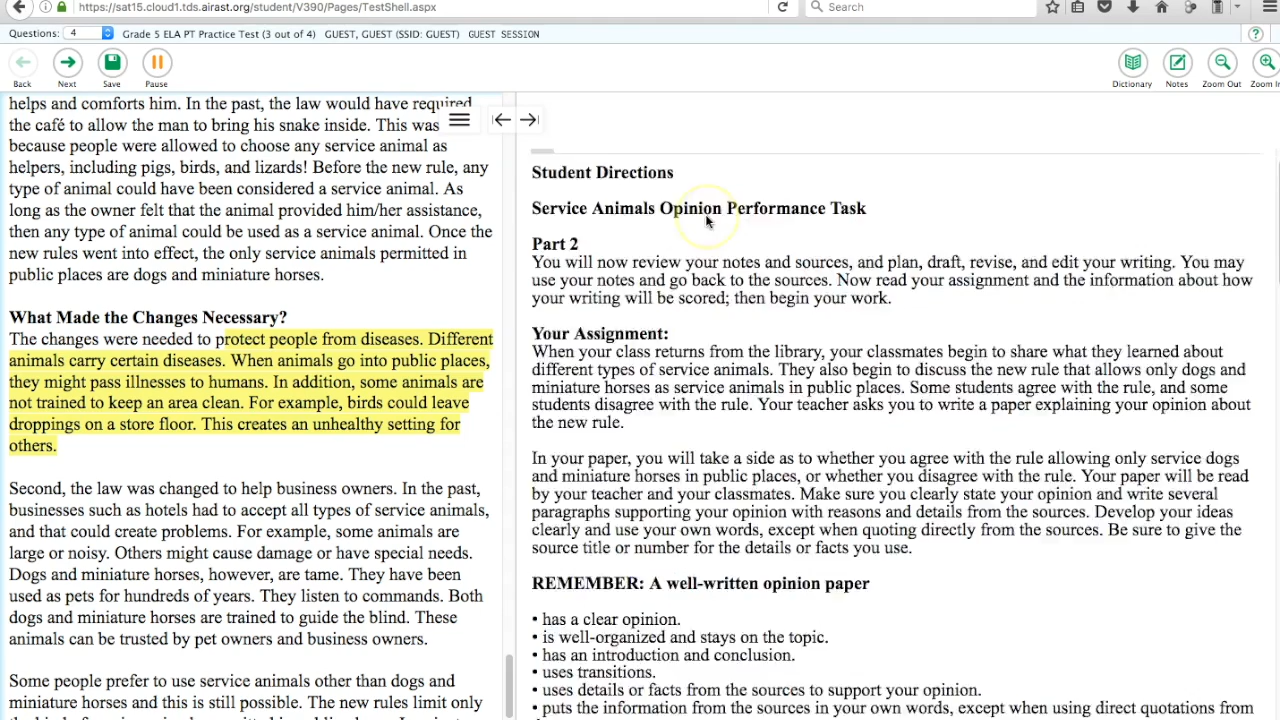 https://sat15.cloud1.tds.airast.org/student/V390/Pages/TestShell.aspx
Search
Questions: 4 Grade 5 ELA PT Practice Test (3 out of 4) GUEST, GUEST (SSID: GUEST) GUEST SESSION
Back Next Save Pause Dictionary Notes Zoom Out Zoom In
helps and comforts him. In the past, the law would have required
the café to allow the man to bring his snake inside. This was
because people were allowed to choose any service animal as
helpers, including pigs, birds, and lizards! Before the new rule, any
type of animal could have been considered a service animal. As
long as the owner felt that the animal provided him/her assistance,
then any type of animal could be used as a service animal. Once the
new rules went into effect, the only service animals permitted in
public places are dogs and miniature horses.
What Made the Changes Necessary?
The changes were needed to protect people from diseases. Different
animals carry certain diseases. When animals go into public places,
they might pass illnesses to humans. In addition, some animals are
not trained to keep an area clean. For example, birds could leave
droppings on a store floor. This creates an unhealthy setting for
others.
Second, the law was changed to help business owners. In the past,
businesses such as hotels had to accept all types of service animals,
and that could create problems. For example, some animals are
large or noisy. Others might cause damage or have special needs.
Dogs and miniature horses, however, are tame. They have been
used as pets for hundreds of years. They listen to commands. Both
dogs and miniature horses are trained to guide the blind. These
animals can be trusted by pet owners and business owners.
Some people prefer to use service animals other than dogs and
miniature horses and this is still possible. The new rules limit only
Student Directions
Service Animals Opinion Performance Task
Part 2
You will now review your notes and sources, and plan, draft, revise, and edit your writing. You may
use your notes and go back to the sources. Now read your assignment and the information about how
your writing will be scored; then begin your work.
Your Assignment:
When your class returns from the library, your classmates begin to share what they learned about
different types of service animals. They also begin to discuss the new rule that allows only dogs and
miniature horses as service animals in public places. Some students agree with the rule, and some
students disagree with the rule. Your teacher asks you to write a paper explaining your opinion about
the new rule.
In your paper, you will take a side as to whether you agree with the rule allowing only service dogs
and miniature horses in public places, or whether you disagree with the rule. Your paper will be read
by your teacher and your classmates. Make sure you clearly state your opinion and write several
paragraphs supporting your opinion with reasons and details from the sources. Develop your ideas
clearly and use your own words, except when quoting directly from the sources. Be sure to give the
source title or number for the details or facts you use.
REMEMBER: A well-written opinion paper
• has a clear opinion.
• is well-organized and stays on the topic.
• has an introduction and conclusion.
• uses transitions.
• uses details or facts from the sources to support your opinion.
• puts the information from the sources in your own words, except when using direct quotations from